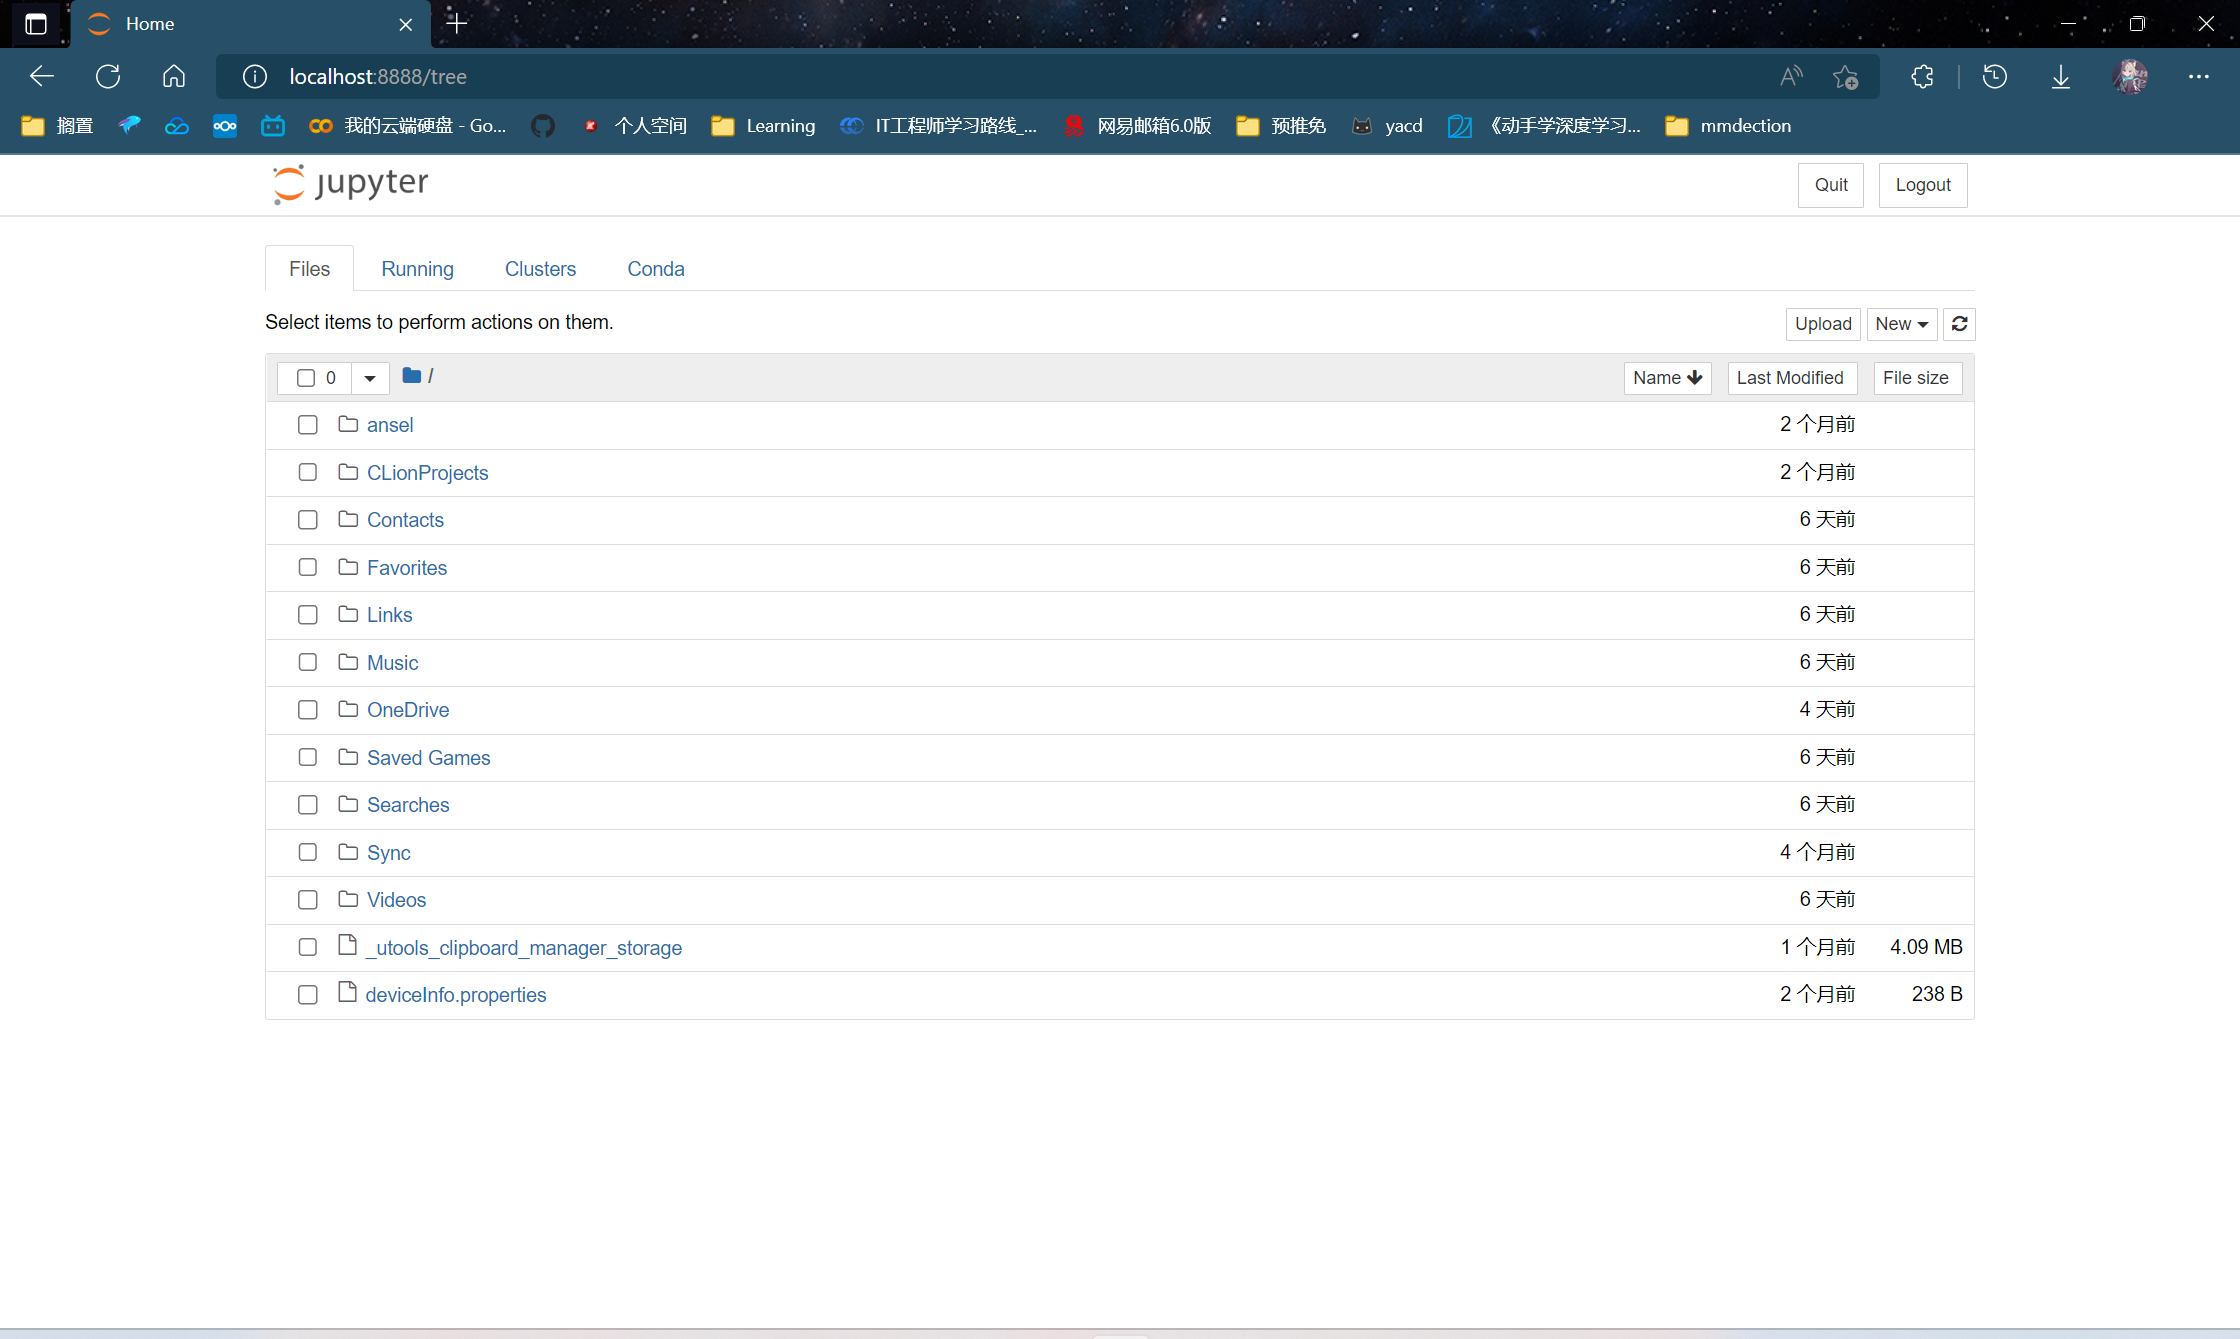 Home
localhost:8888/tree
搁置 我的云端硬盘 - Go... 个人空间 Learning IT工程师学习路线_... 网易邮箱6.0版 预推免 yacd 《动手学深度学习... mmdection
jupyter Quit Logout
Files Running Clusters Conda
Select items to perform actions on them. Upload New
0 / Name Last Modified File size
ansel 2 个月前
CLionProjects 2 个月前
Contacts 6 天前
Favorites 6 天前
Links 6 天前
Music 6 天前
OneDrive 4 天前
Saved Games 6 天前
Searches 6 天前
Sync 4 个月前
Videos 6 天前
_utools_clipboard_manager_storage 1 个月前 4.09 MB
deviceInfo.properties 2 个月前 238 B